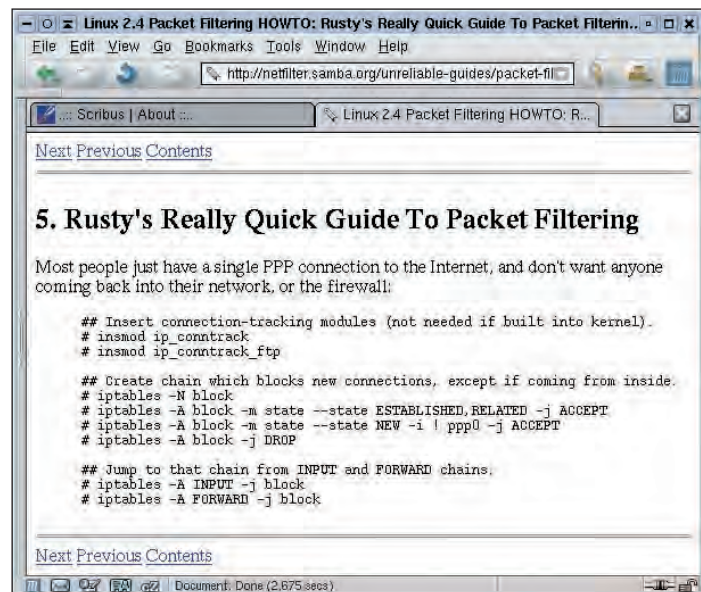 Linux 2.4 Packet Filtering HOWTO: Rusty's Really Quick Guide To Packet Filterin..
File Edit View Go Bookmarks Tools Window Help
http://netfilter.samba.org/unreliable-guides/packet-fil
.::: Scribus | About :::.
Linux 2.4 Packet Filtering HOWTO: R...
Next Previous Contents
5. Rusty's Really Quick Guide To Packet Filtering
Most people just have a single PPP connection to the Internet, and don't want anyone
coming back into their network, or the firewall:
## Insert connection-tracking modules (not needed if built into kernel).
# insmod ip_conntrack
# insmod ip_conntrack_ftp
## Create chain which blocks new connections, except if coming from inside.
# iptables -N block
# iptables -A block -m state --state ESTABLISHED,RELATED -j ACCEPT
# iptables -A block -m state --state NEW -i ! ppp0 -j ACCEPT
# iptables -A block -j DROP
## Jump to that chain from INPUT and FORWARD chains.
# iptables -A INPUT -j block
# iptables -A FORWARD -j block
Next Previous Contents
Document: Done (2,675 secs)